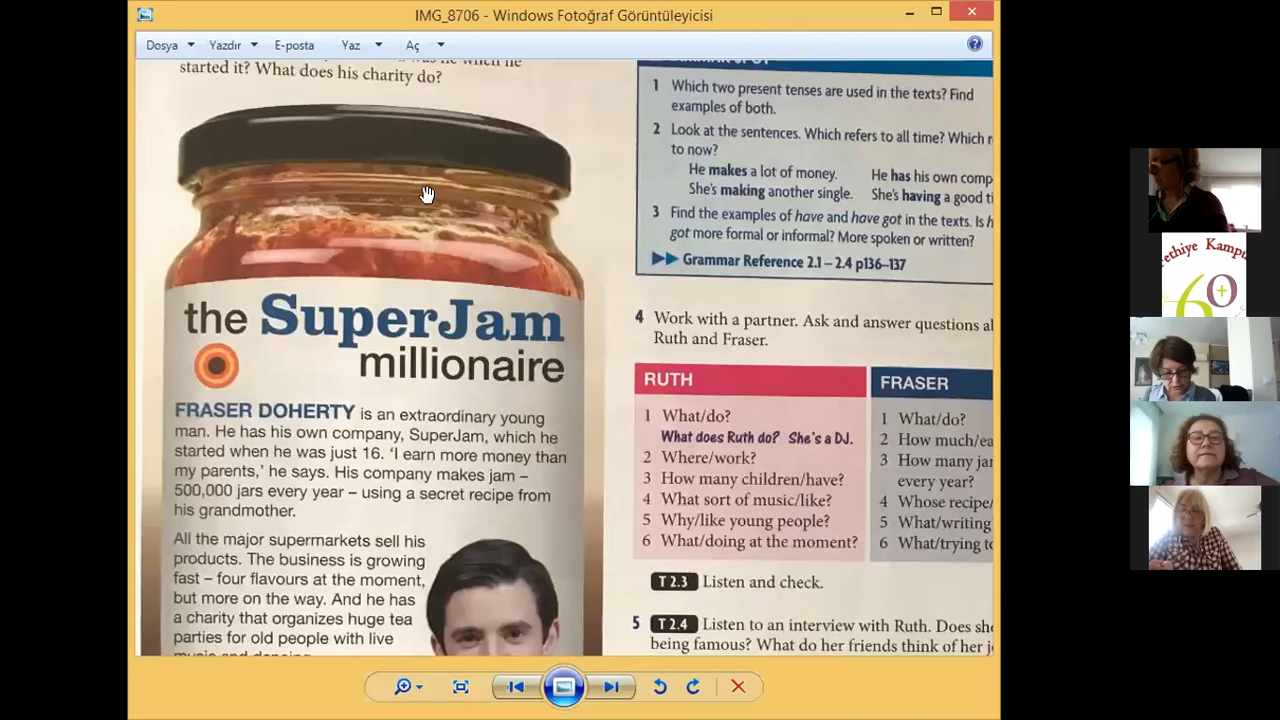 IMG_8706 - Windows Fotoğraf Görüntüleyicisi
Dosya Yazdır E-posta Yaz Aç
started it? What does his charity do?
the SuperJam
millionaire
FRASER DOHERTY is an extraordinary young
man. He has his own company, SuperJam, which he
started when he was just 16. ‘I earn more money than
my parents,’ he says. His company makes jam –
500,000 jars every year – using a secret recipe from
his grandmother.
All the major supermarkets sell his
products. The business is growing
fast – four flavours at the moment,
but more on the way. And he has
a charity that organizes huge tea
parties for old people with live
1 Which two present tenses are used in the texts? Find
examples of both.
2 Look at the sentences. Which refers to all time? Which r
to now?
He makes a lot of money. He has his own comp
She's making another single. She's having a good ti
3 Find the examples of have and have got in the texts. Is h
got more formal or informal? More spoken or written?
Grammar Reference 2.1 – 2.4 p136–137
4 Work with a partner. Ask and answer questions al
Ruth and Fraser.
RUTH
1 What/do?
What does Ruth do? She's a DJ.
2 Where/work?
3 How many children/have?
4 What sort of music/like?
5 Why/like young people?
6 What/doing at the moment?
FRASER
1 What/do?
2 How much/ea
3 How many jar
every year?
4 Whose recipe/
5 What/writing
6 What/trying to
T 2.3 Listen and check.
5 T 2.4 Listen to an interview with Ruth. Does she
being famous? What do her friends think of her j
ethiye Kampu
60+